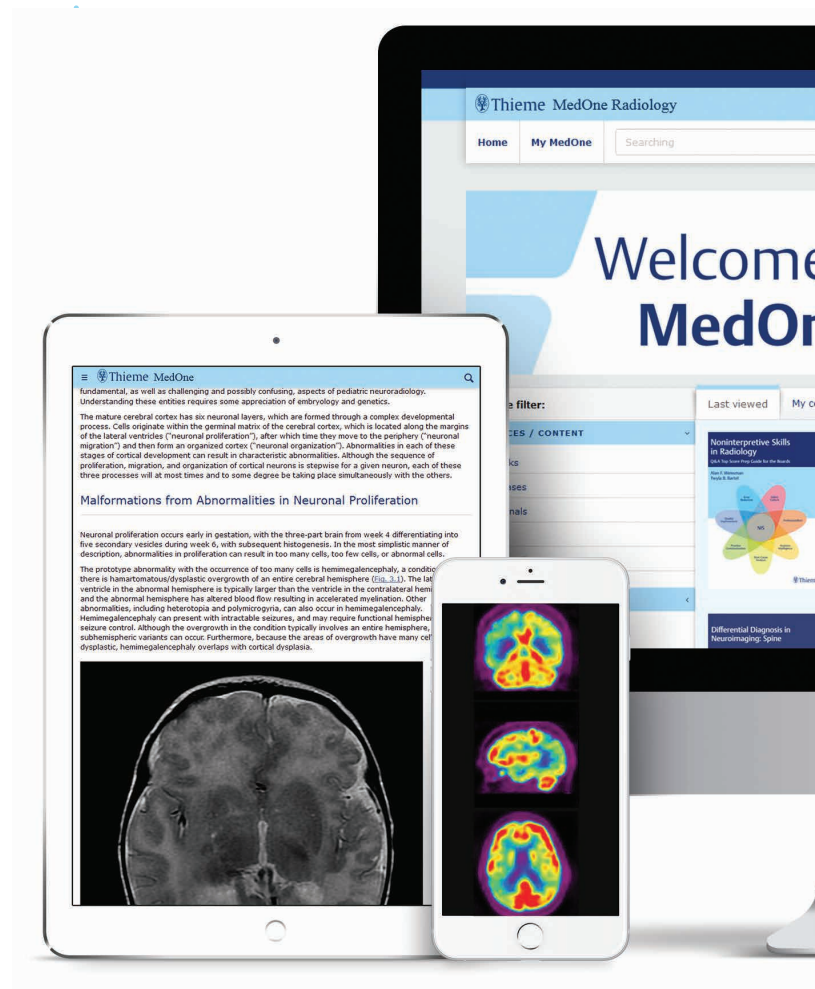 Thieme MedOne Radiology
Home
My MedOne
Searching
Welcome
MedOn
e filter:
CES / CONTENT
ks
ases
nals
Last viewed
My co
Noninterpretive Skills
in Radiology
Q&A Top Score Prep Guide for the Boards
NIS
Thiem
Differential Diagnosis in
Neuroimaging: Spine
Thieme MedOne
fundamental, as well as challenging and possibly confusing, aspects of pediatric neuroradiology.
Understanding these entities requires some appreciation of embryology and genetics.
The mature cerebral cortex has six neuronal layers, which are formed through a complex developmental
process. Cells originate within the germinal matrix of the cerebral cortex, which is located along the margins
of the lateral ventricles ("neuronal proliferation"), after which time they move to the periphery ("neuronal
migration") and then form an organized cortex ("neuronal organization"). Abnormalities in each of these
stages of cortical development can result in characteristic abnormalities. Although the sequence of
proliferation, migration, and organization of cortical neurons is stepwise for a given neuron, each of these
three processes will at most times and to some degree be taking place simultaneously with the others.
Malformations from Abnormalities in Neuronal Proliferation
Neuronal proliferation occurs early in gestation, with the three-part brain from week 4 differentiating into
five secondary vesicles during week 6, with subsequent histogenesis. In the most simplistic manner of
description, abnormalities in proliferation can result in too many cells, too few cells, or abnormal cells.
The prototype abnormality with the occurrence of too many cells is hemimegalencephaly, a conditio
there is hamartomatous/dysplastic overgrowth of an entire cerebral hemisphere (Fig. 3.1). The lat
ventricle in the abnormal hemisphere is typically larger than the ventricle in the contralateral hemi
and the abnormal hemisphere has altered blood flow resulting in accelerated myelination. Other
abnormalities, including heterotopia and polymicrogyria, can also occur in hemimegalencephaly.
Hemimegalencephaly can present with intractable seizures, and may require functional hemispher
seizure control. Although the overgrowth in the condition typically involves an entire hemisphere,
subhemispheric variants can occur. Furthermore, because the areas of overgrowth have many cel
dysplastic, hemimegalencephaly overlaps with cortical dysplasia.